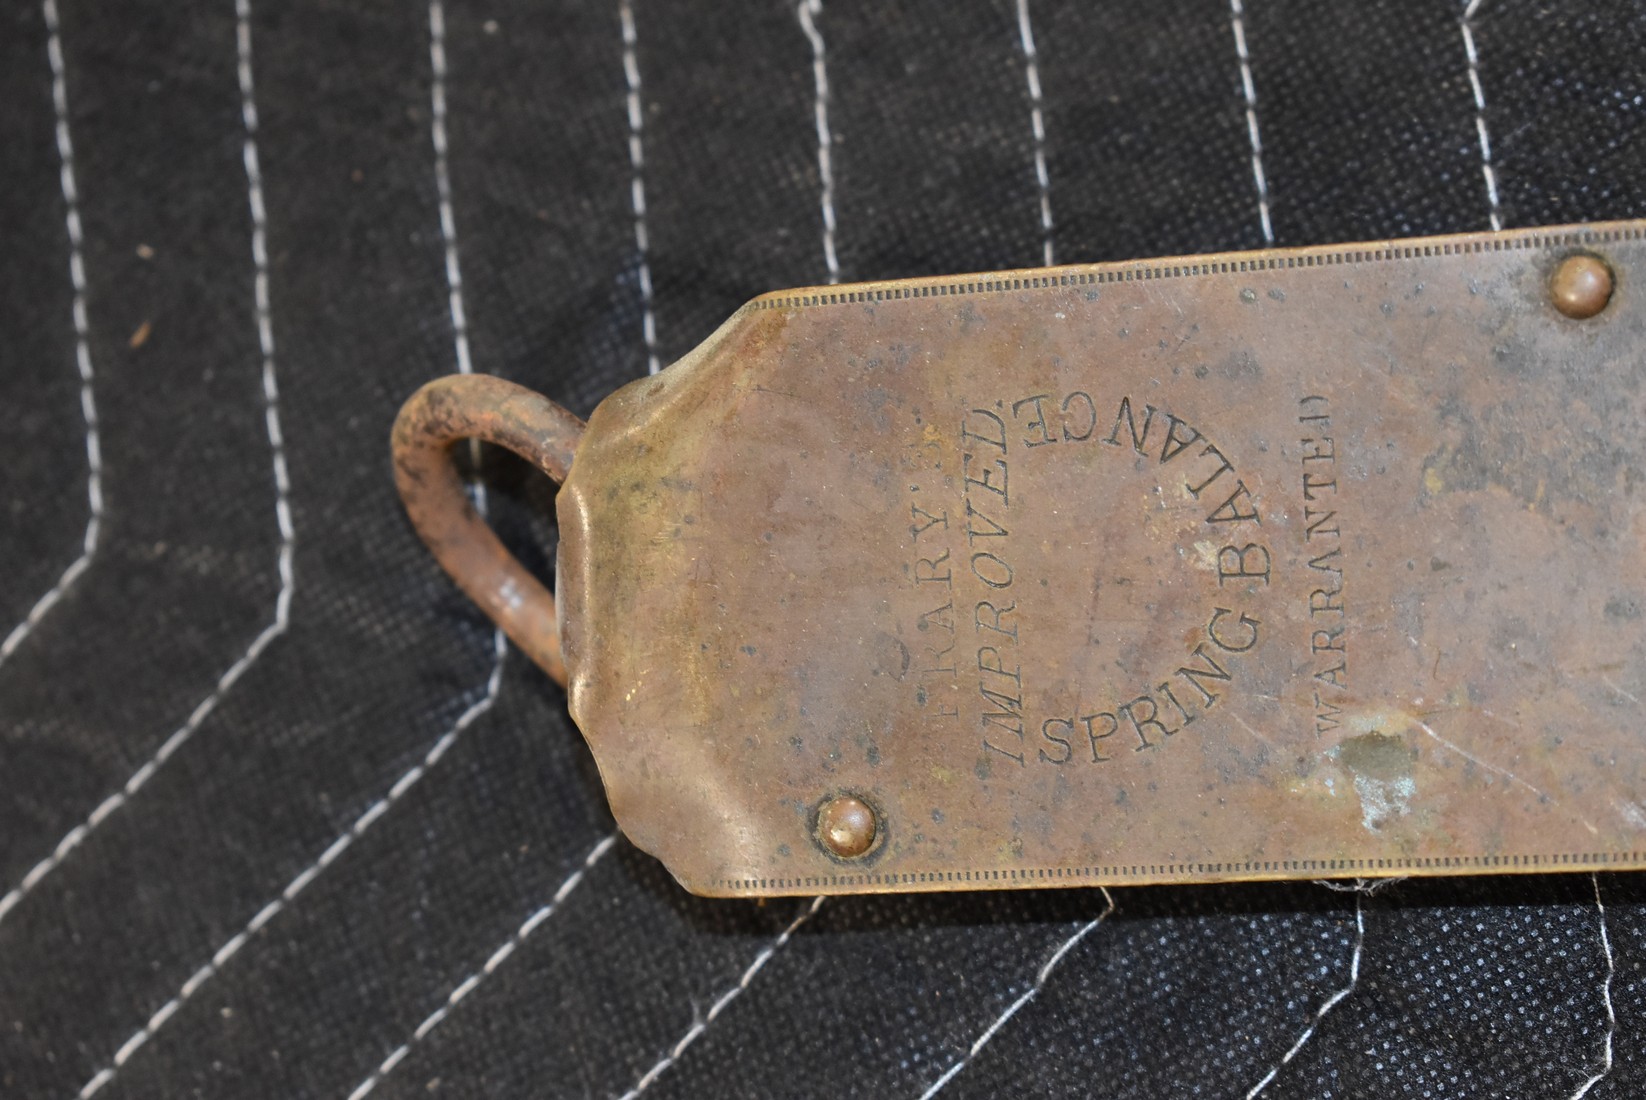 FRARY'S
IMPROVED.
SPRING BALANCE
WARRANTED